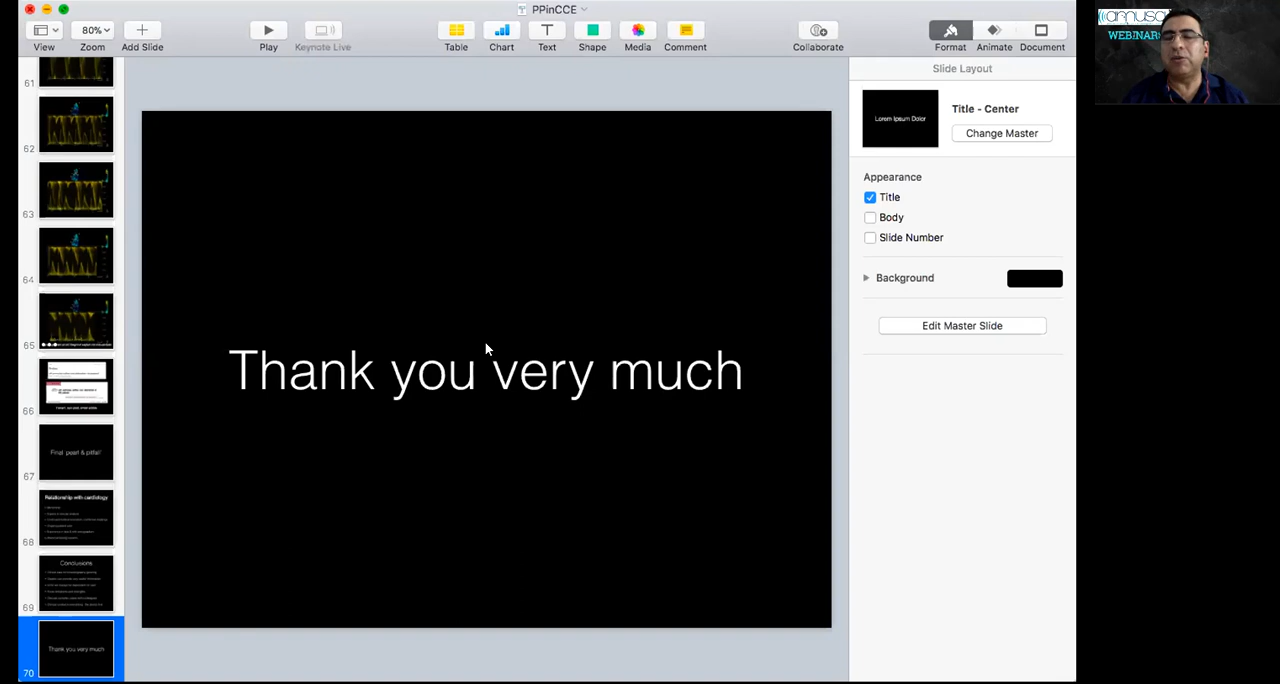 PPinCCE
80%
View
Zoom
Add Slide
Play
Keynote Live
Table
Chart
Text
Shape
Media
Comment
Collaborate
Format
Animate
Document
WEBINAR
61
62
63
64
65
66
67
68
69
70
Final pearl & pitfall
Relationship with cardiology
Conclusions
Thank you very much
Thank you very much
Slide Layout
Lorem Ipsum Dolor
Title - Center
Change Master
Appearance
Title
Body
Slide Number
Background
Edit Master Slide